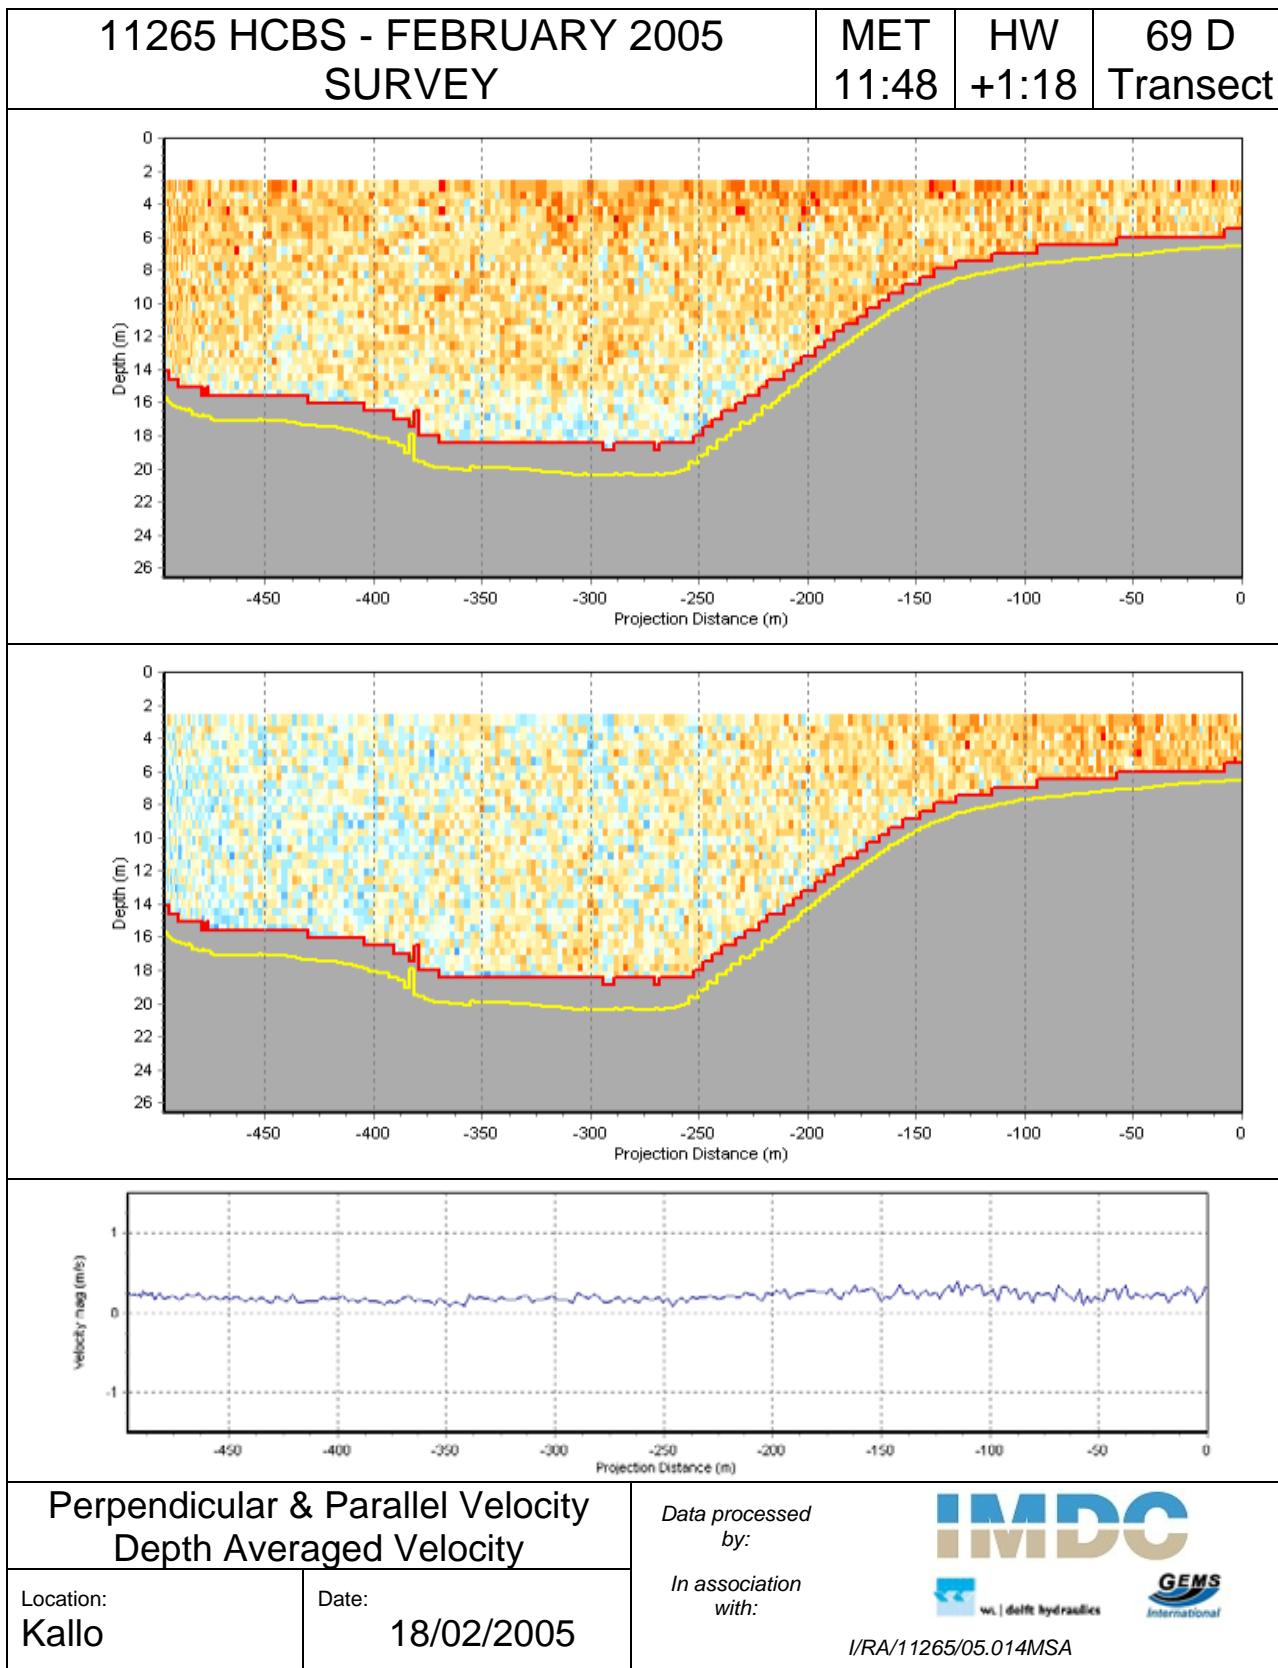 11265 HCBS - FEBRUARY 2005
SURVEY
MET
11:48
HW
+1:18
69 D
Transect
0
2
4
6
8
10
12
14
16
18
20
22
24
26
Depth (m)
-450 -400 -350 -300 -250 -200 -150 -100 -50 0
Projection Distance (m)
0
2
4
6
8
10
12
14
16
18
20
22
24
26
Depth (m)
-450 -400 -350 -300 -250 -200 -150 -100 -50 0
Projection Distance (m)
1
0
-1
Velocity mag (m/s)
-450 -400 -350 -300 -250 -200 -150 -100 -50 0
Projection Distance (m)
Perpendicular & Parallel Velocity
Depth Averaged Velocity
Location:
Kallo
Date:
18/02/2005
Data processed
by:
IMDC
In association
with:
wL | delft hydraulics
GEMS
International
I/RA/11265/05.014MSA